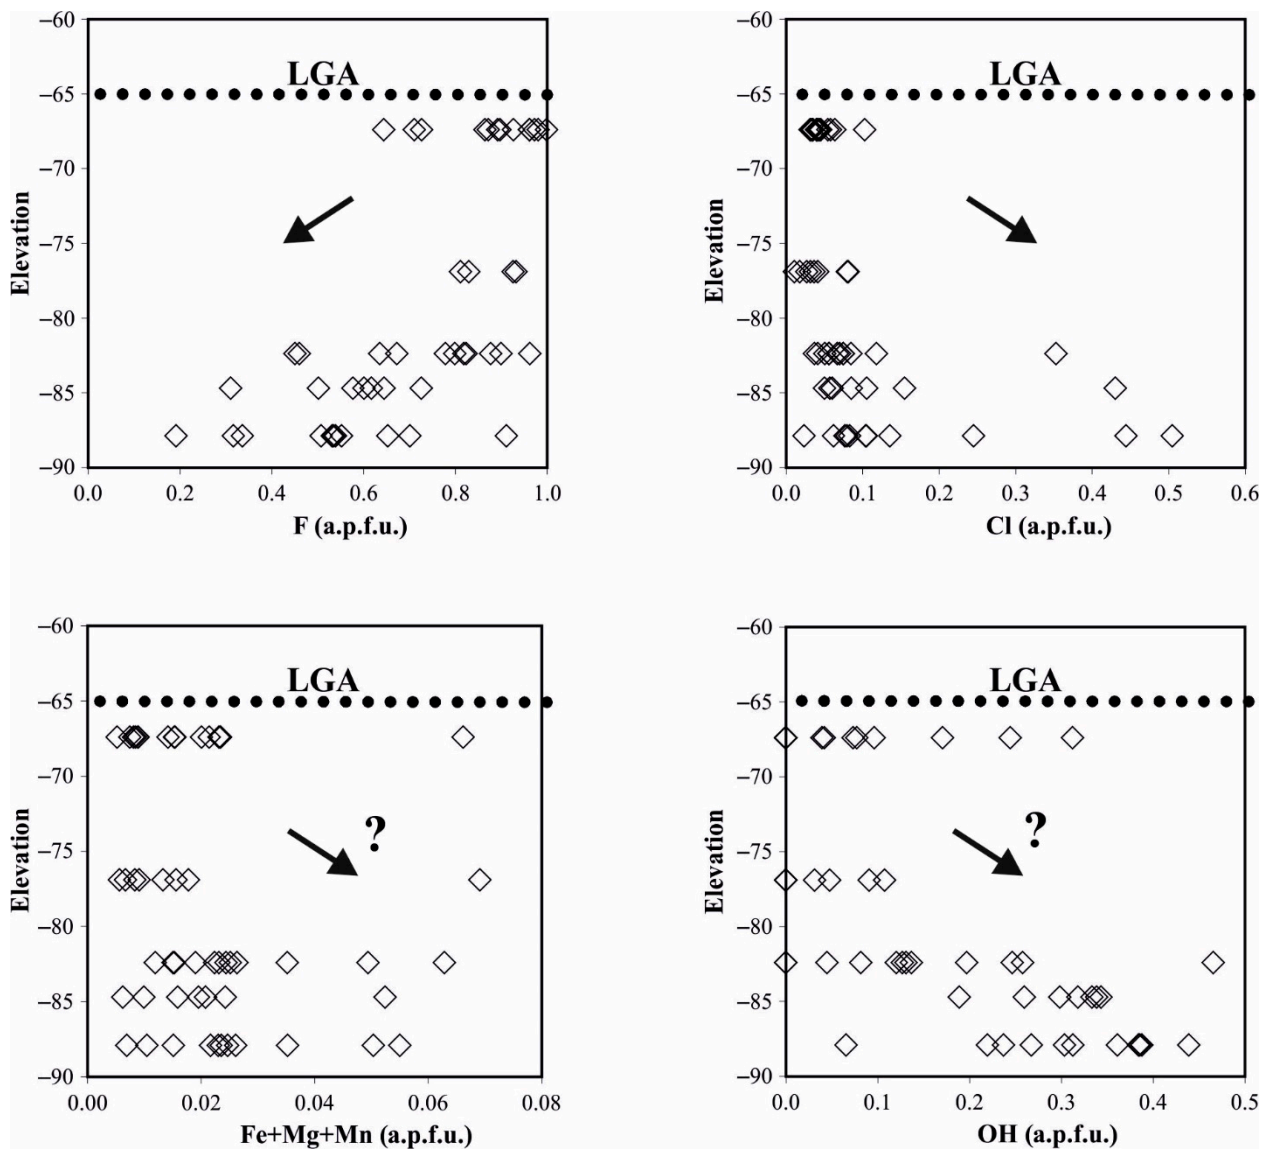 −60
−65
−70
−75
−80
−85
−90
Elevation
LGA
0.0 0.2 0.4 0.6 0.8 1.0
F (a.p.f.u.)
−60
−65
−70
−75
−80
−85
−90
Elevation
LGA
0.0 0.1 0.2 0.3 0.4 0.5 0.6
Cl (a.p.f.u.)
−60
−65
−70
−75
−80
−85
−90
Elevation
LGA
?
0.00 0.02 0.04 0.06 0.08
Fe+Mg+Mn (a.p.f.u.)
−60
−65
−70
−75
−80
−85
−90
Elevation
LGA
?
0.0 0.1 0.2 0.3 0.4 0.5
OH (a.p.f.u.)